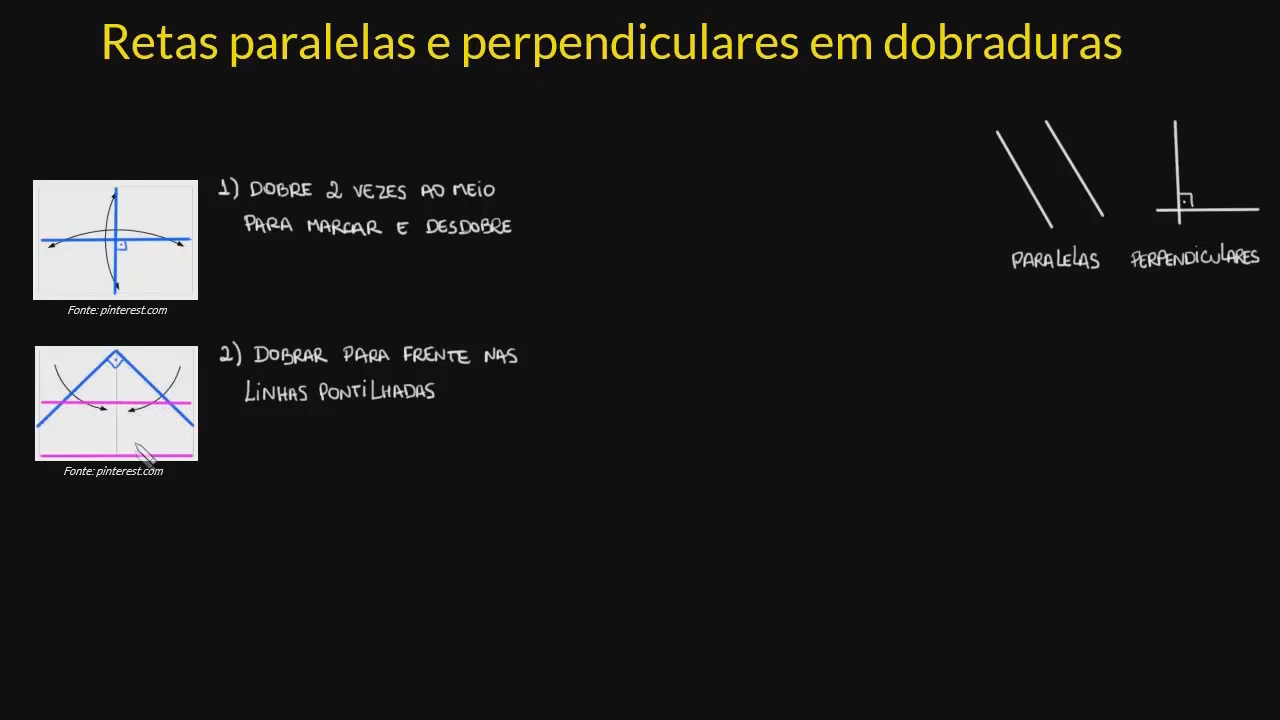 Retas paralelas e perpendiculares em dobraduras
1) DOBRE 2 VEZES AO MEIO
PARA MARCAR E DESDOBRE
Fonte: pinterest.com
PARALELAS
PERPENDICULARES
2) DOBRAR PARA FRENTE NAS
LINHAS PONTILHADAS
Fonte: pinterest.com